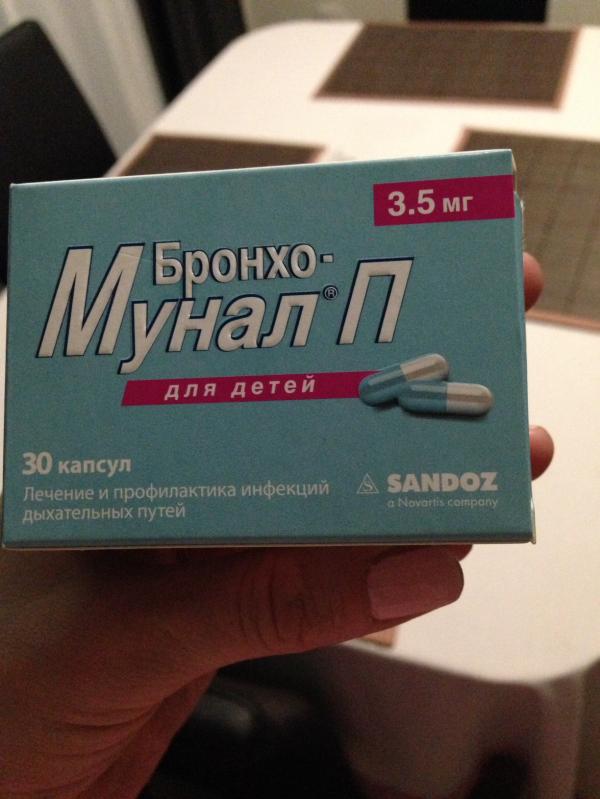 3.5 мг
Бронхо-
Мунал® П
для детей
30 капсул
Лечение и профилактика инфекций
дыхательных путей
S SANDOZ
a Novartis company